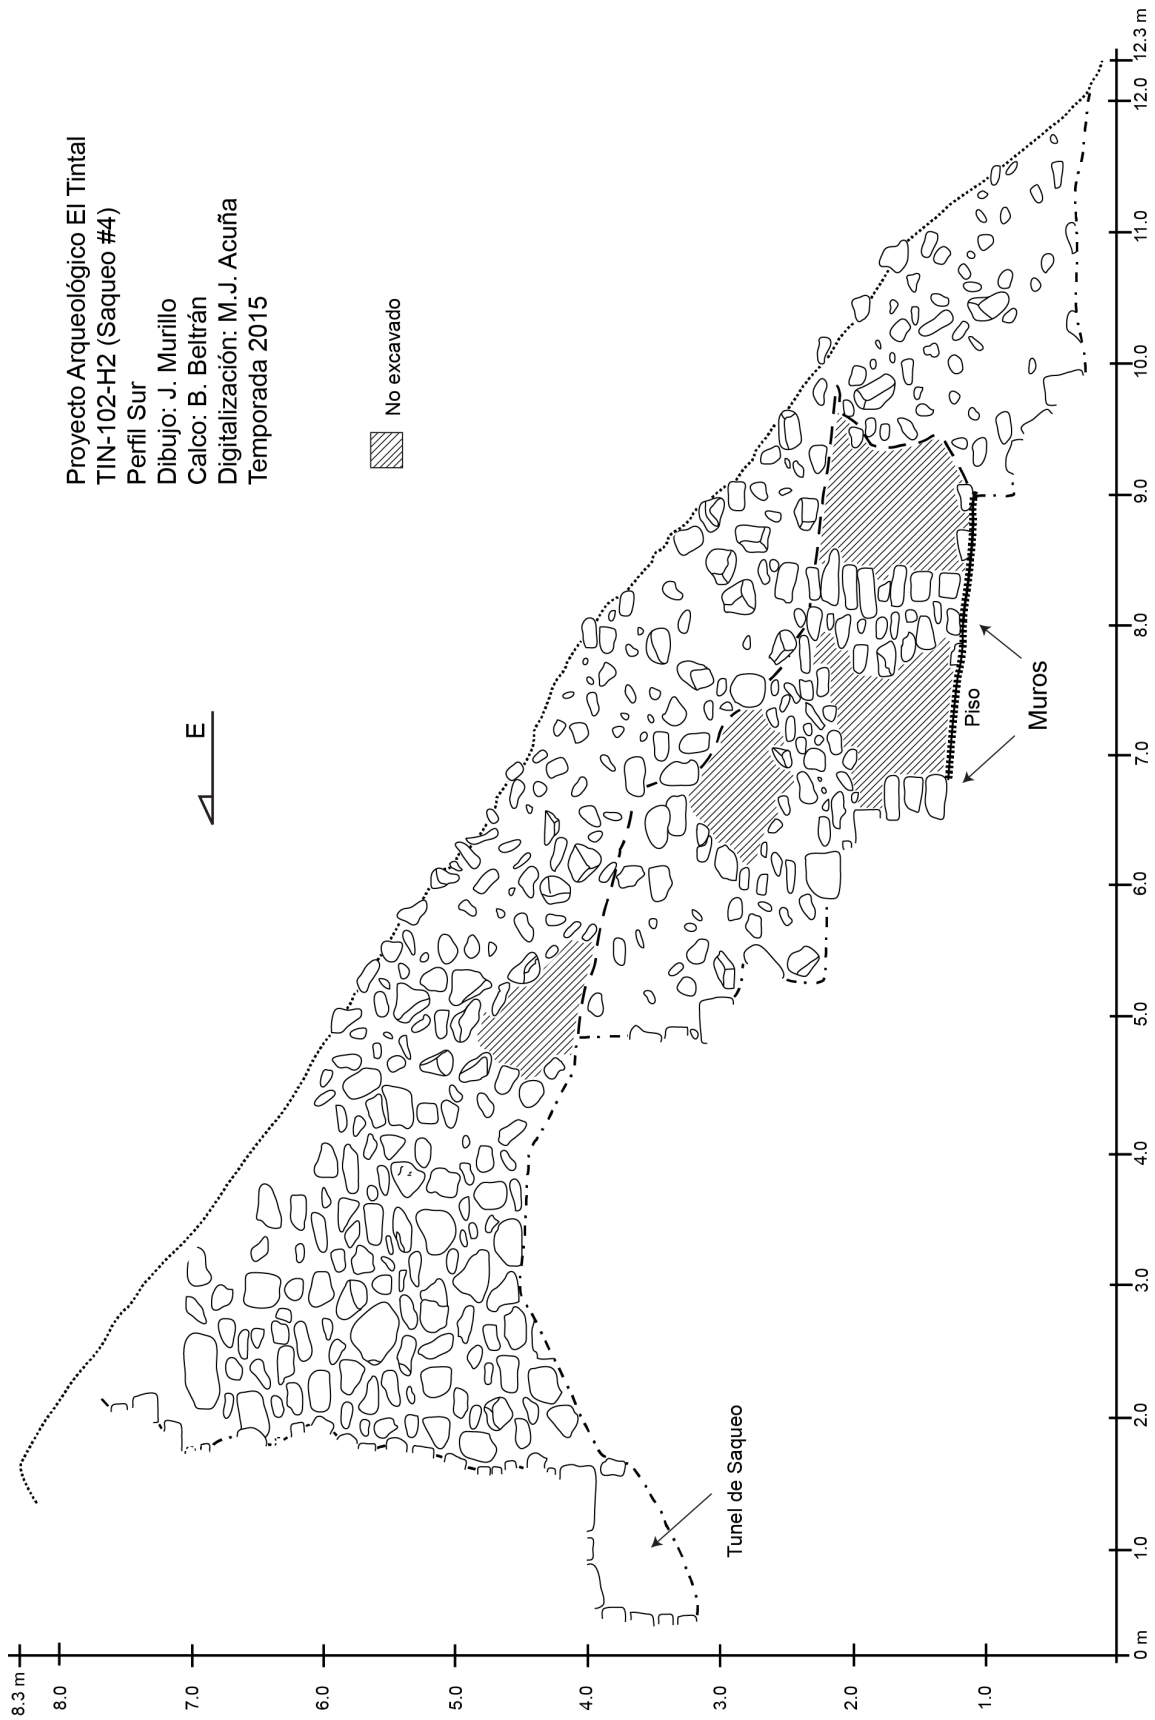 Proyecto Arqueológico El Tintal
TIN-102-H2 (Saqueo #4)
Perfil Sur
Dibujo: J. Murillo
Calco: B. Beltrán
Digitalización: M.J. Acuña
Temporada 2015
No excavado
E
Piso
Muros
Tunel de Saqueo
8.3 m
8.0
7.0
6.0
5.0
4.0
3.0
2.0
1.0
0 m
1.0
2.0
3.0
4.0
5.0
6.0
7.0
8.0
9.0
10.0
11.0
12.0
12.3 m